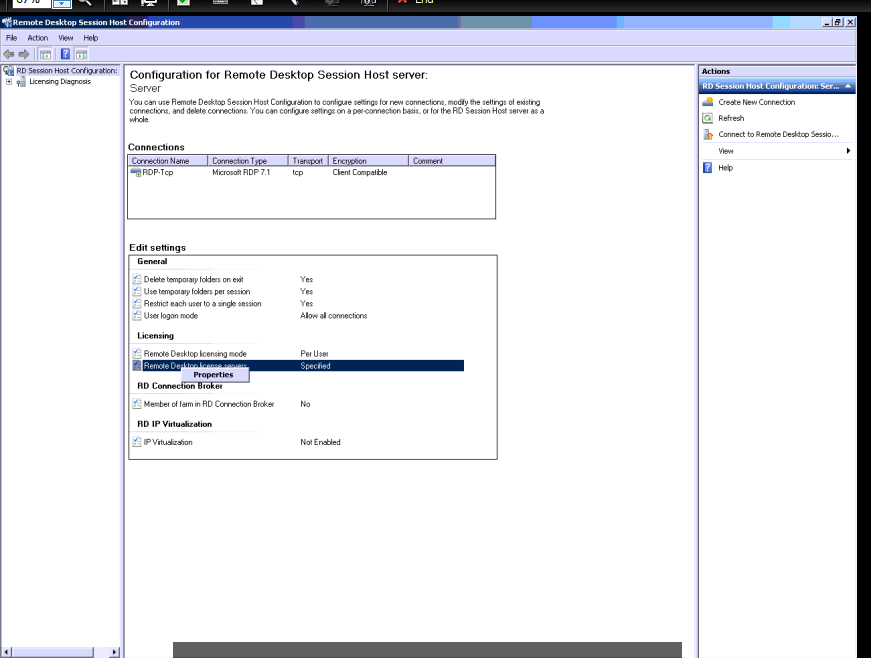 67%
End
Remote Desktop Session Host Configuration
File Action View Help
RD Session Host Configuration:
Licensing Diagnosis
Configuration for Remote Desktop Session Host server:
Server
You can use Remote Desktop Session Host Configuration to configure settings for new connections, modify the settings of existing
connections, and delete connections. You can configure settings on a per-connection basis, or for the RD Session Host server as a
whole.
Connections
Connection Name Connection Type Transport Encryption Comment
RDP-Tcp Microsoft RDP 7.1 tcp Client Compatible
Edit settings
General
Delete temporary folders on exit Yes
Use temporary folders per session Yes
Restrict each user to a single session Yes
User logon mode Allow all connections
Licensing
Remote Desktop licensing mode Per User
Remote Desktop license servers Specified
Properties
RD Connection Broker
Member of farm in RD Connection Broker No
RD IP Virtualization
IP Virtualization Not Enabled
Actions
RD Session Host Configuration: Ser...
Create New Connection
Refresh
Connect to Remote Desktop Sessio...
View
Help